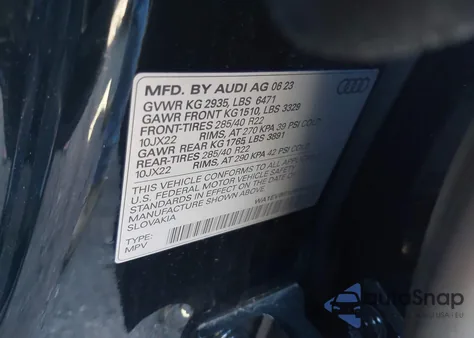 MFD. BY AUDI AG 06 23
GVWR KG 2935, LBS 6471
GAWR FRONT KG 1510, LBS 3329
FRONT-TIRES 285/40 R22
10JX22 RIMS, AT 270 KPA 39 PSI COLD
GAWR REAR KG 1765, LBS 3891
REAR-TIRES 285/40 R22
10JX22 RIMS, AT 290 KPA 42 PSI COLD
THIS VEHICLE CONFORMS TO ALL APPLICABLE
U.S. FEDERAL MOTOR VEHICLE SAFETY
STANDARDS IN EFFECT ON THE DATE OF
MANUFACTURE SHOWN ABOVE.
SLOVAKIA
TYPE:
MPV
autoSnap